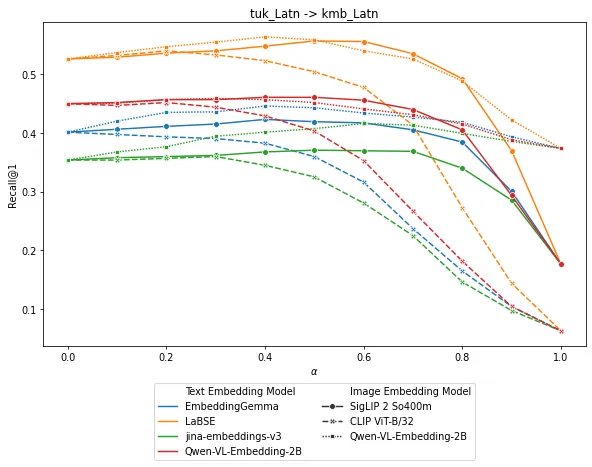 tuk_Latn -> kmb_Latn
Recall@1
0.5
0.4
0.3
0.2
0.1
0.0 0.2 0.4 0.6 0.8 1.0
α
Text Embedding Model
EmbeddingGemma
LaBSE
jina-embeddings-v3
Qwen-VL-Embedding-2B
Image Embedding Model
SigLIP 2 So400m
CLIP ViT-B/32
Qwen-VL-Embedding-2B